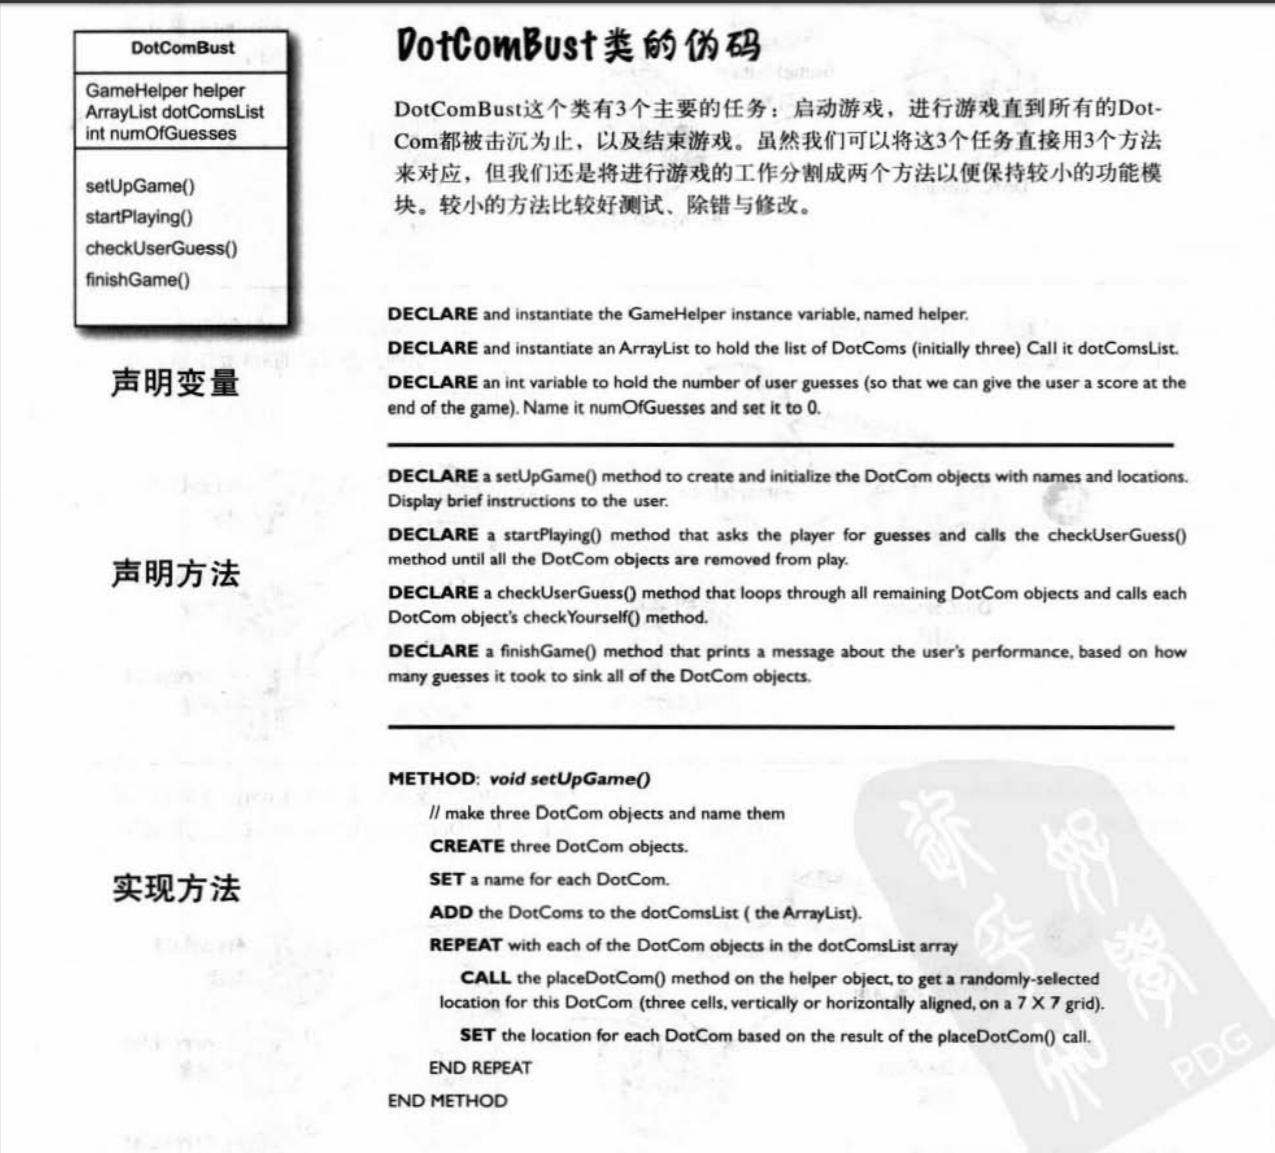 DotComBust
GameHelper helper
ArrayList dotComsList
int numOfGuesses
setUpGame()
startPlaying()
checkUserGuess()
finishGame()
DotComBust类的伪码
DotComBust这个类有3个主要的任务：启动游戏，进行游戏直到所有的Dot-
Com都被击沉为止，以及结束游戏。虽然我们可以将这3个任务直接用3个方法
来对应，但我们还是将进行游戏的工作分割成两个方法以便保持较小的功能模
块。较小的方法比较好测试、除错与修改。
声明变量
DECLARE and instantiate the GameHelper instance variable, named helper.
DECLARE and instantiate an ArrayList to hold the list of DotComs (initially three) Call it dotComsList.
DECLARE an int variable to hold the number of user guesses (so that we can give the user a score at the
end of the game). Name it numOfGuesses and set it to 0.
声明方法
DECLARE a setUpGame() method to create and initialize the DotCom objects with names and locations.
Display brief instructions to the user.
DECLARE a startPlaying() method that asks the player for guesses and calls the checkUserGuess()
method until all the DotCom objects are removed from play.
DECLARE a checkUserGuess() method that loops through all remaining DotCom objects and calls each
DotCom object's checkYourself() method.
DECLARE a finishGame() method that prints a message about the user's performance, based on how
many guesses it took to sink all of the DotCom objects.
实现方法
METHOD: void setUpGame()
// make three DotCom objects and name them
CREATE three DotCom objects.
SET a name for each DotCom.
ADD the DotComs to the dotComsList ( the ArrayList).
REPEAT with each of the DotCom objects in the dotComsList array
CALL the placeDotCom() method on the helper object, to get a randomly-selected
location for this DotCom (three cells, vertically or horizontally aligned, on a 7 X 7 grid).
SET the location for each DotCom based on the result of the placeDotCom() call.
END REPEAT
END METHOD
PDG